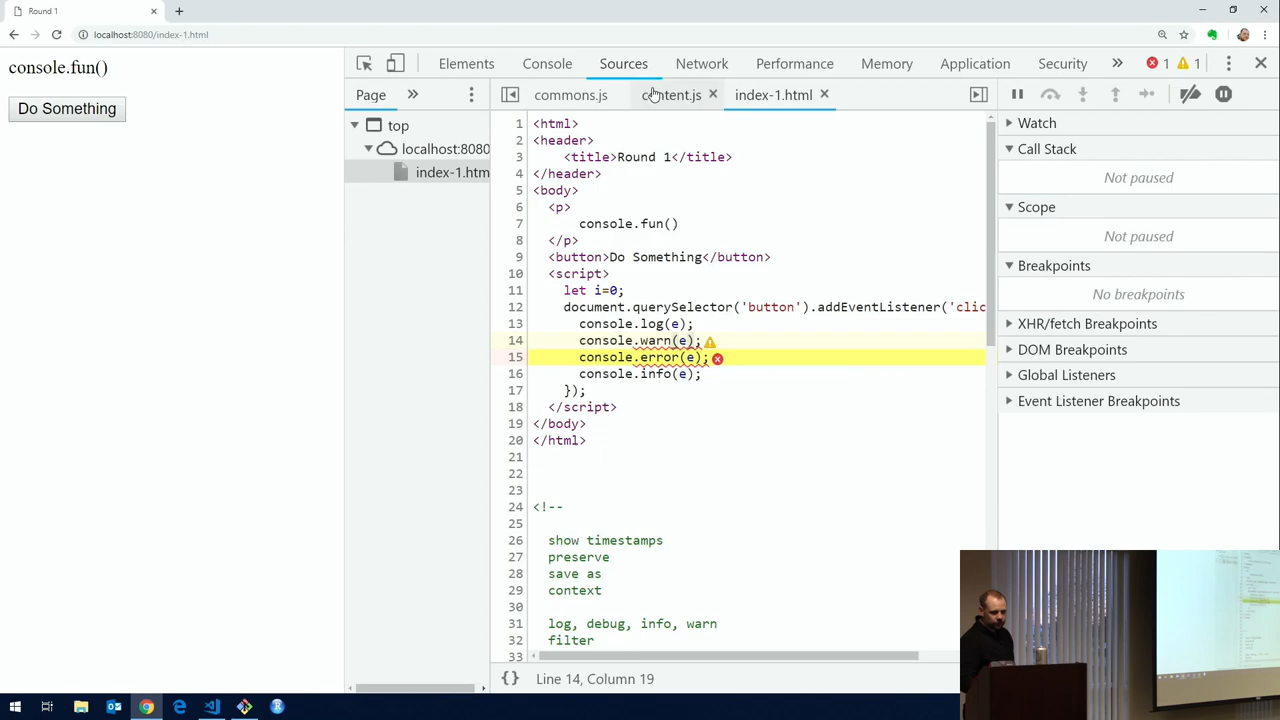 Round 1
localhost:8080/index-1.html
console.fun()
Do Something
Elements Console Sources Network Performance Memory Application Security » 1 1
Page »
commons.js content.js index-1.html
top
localhost:8080
index-1.htm
1 <html>
2 <header>
3 <title>Round 1</title>
4 </header>
5 <body>
6 <p>
7 console.fun()
8 </p>
9 <button>Do Something</button>
10 <script>
11 let i=0;
12 document.querySelector('button').addEventListener('clic
13 console.log(e);
14 console.warn(e);
15 console.error(e);
16 console.info(e);
17 });
18 </script>
19 </body>
20 </html>
21
22
23
24 <!--
25
26 show timestamps
27 preserve
28 save as
29 context
30
31 log, debug, info, warn
32 filter
33
{} Line 14, Column 19
Watch
Call Stack
Not paused
Scope
Not paused
Breakpoints
No breakpoints
XHR/fetch Breakpoints
DOM Breakpoints
Global Listeners
Event Listener Breakpoints